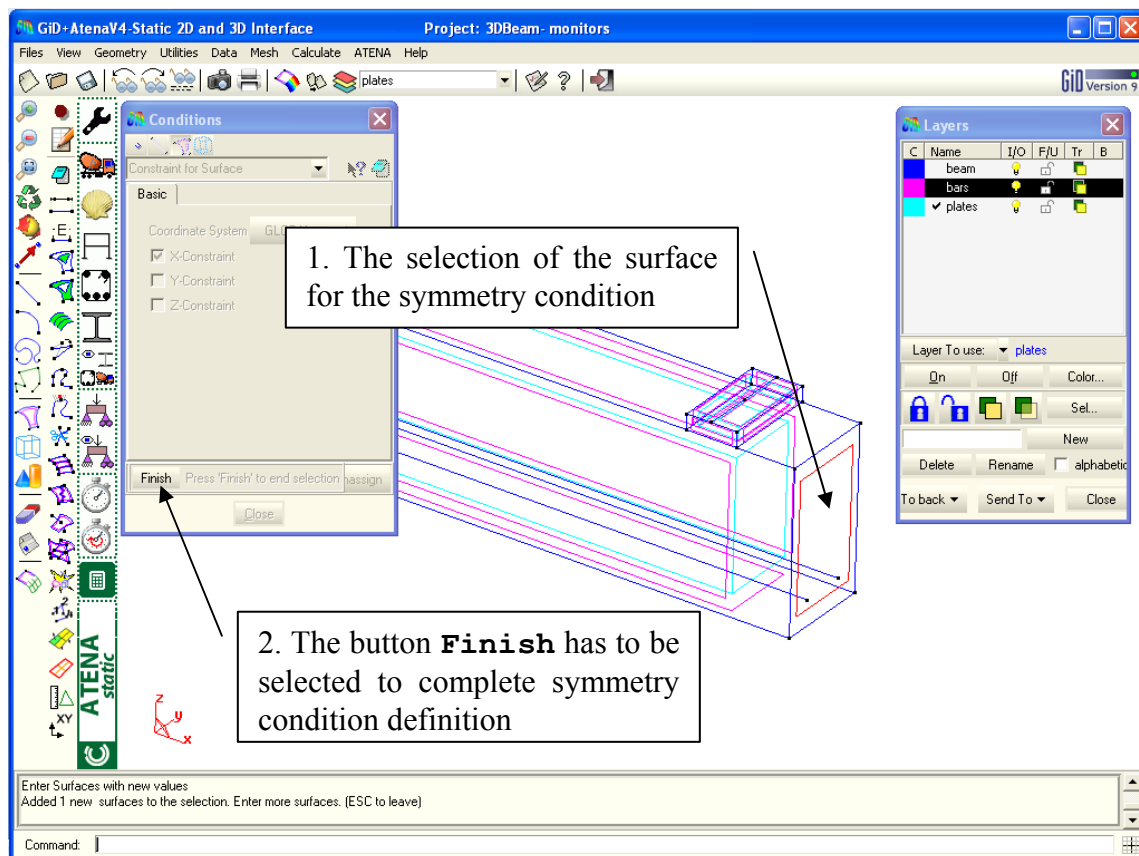 GiD+AtenaV4-Static 2D and 3D Interface Project: 3DBeam- monitors
Files View Geometry Utilities Data Mesh Calculate ATENA Help
plates
GiD Version 9
Conditions
Constraint for Surface
Basic
Coordinate System
X-Constraint
Y-Constraint
Z-Constraint
Finish Press 'Finish' to end selection
Close
1. The selection of the surface
for the symmetry condition
2. The button Finish has to be
selected to complete symmetry
condition definition
Layers
C Name I/O F/U Tr B
beam
bars
plates
Layer To use: plates
On Off Color...
Sel...
New
Delete Rename alphabetic
To back Send To Close
E
XY
ATENA
static
z
y
x
Enter Surfaces with new values
Added 1 new surfaces to the selection. Enter more surfaces. (ESC to leave)
Command: